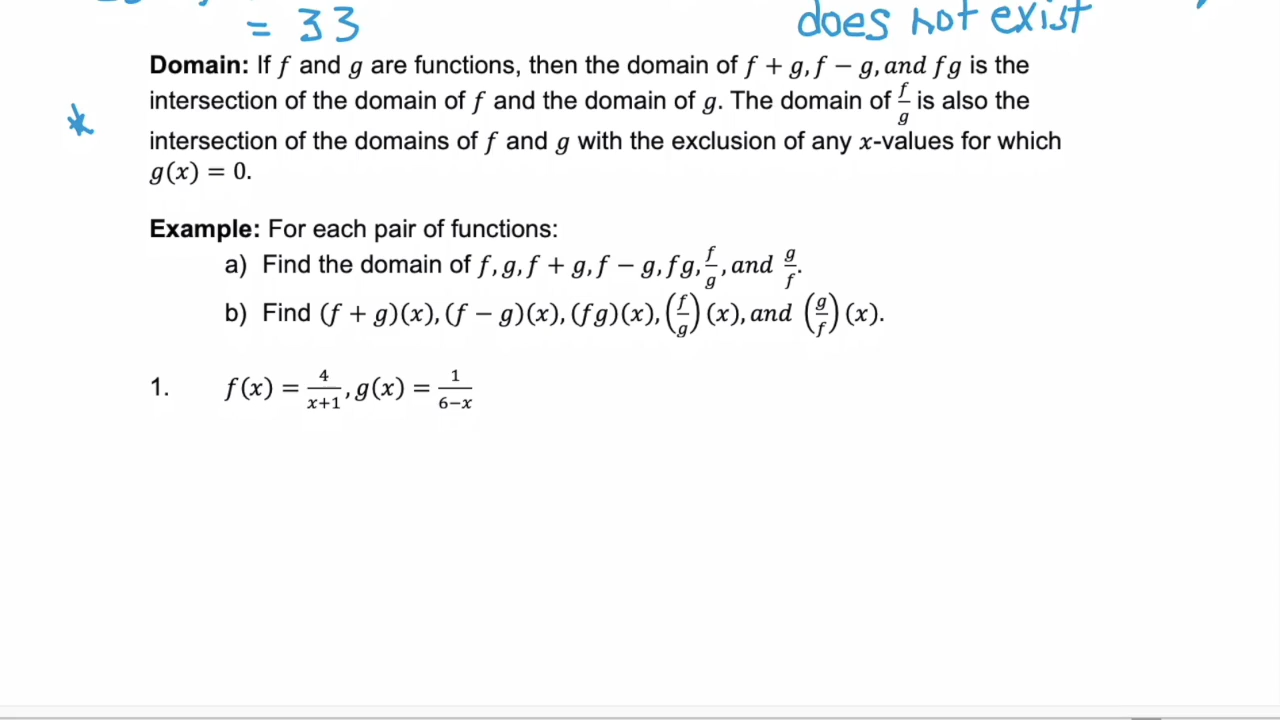 = 33
does not exist
Domain: If f and g are functions, then the domain of f + g, f − g, and fg is the
intersection of the domain of f and the domain of g. The domain of f/g is also the
intersection of the domains of f and g with the exclusion of any x-values for which
g(x) = 0.
Example: For each pair of functions:
a) Find the domain of f, g, f + g, f − g, fg, f/g, and g/f.
b) Find (f + g)(x), (f − g)(x), (fg)(x), (f/g)(x), and (g/f)(x).
1. f(x) = 4/(x+1), g(x) = 1/(6−x)